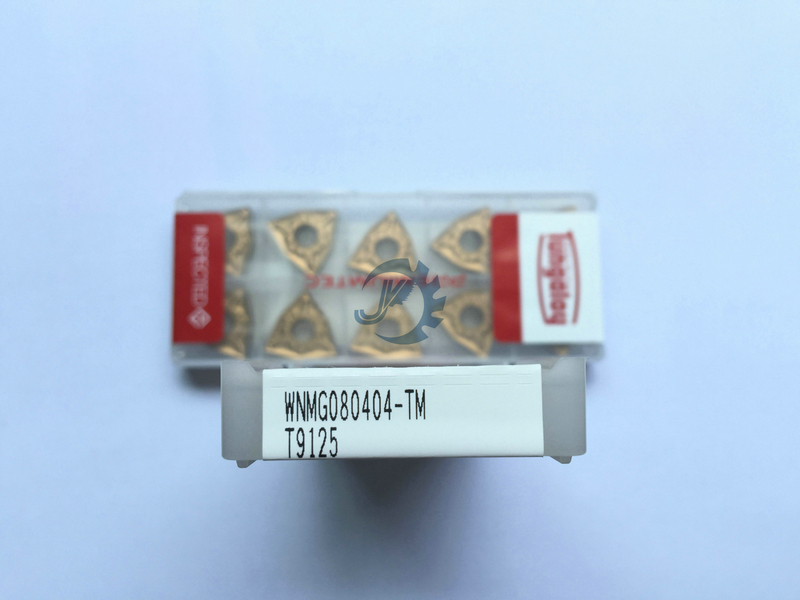 INSPECTED
Tungaloy
WNMG080404-TM
T9125